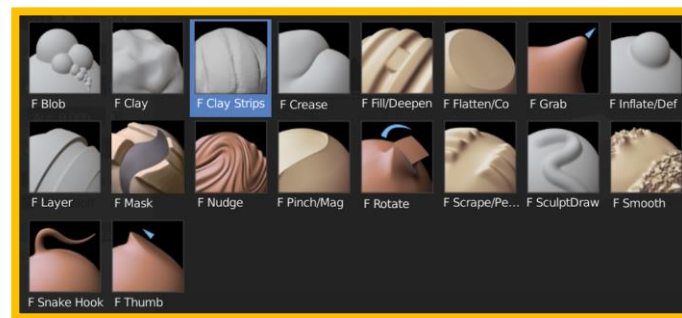 F Blob
F Clay
F Clay Strips
F Crease
F Fill/Deepen
F Flatten/Co
F Grab
F Inflate/Def
F Layer
F Mask
F Nudge
F Pinch/Mag
F Rotate
F Scrape/Pe...
F SculptDraw
F Smooth
F Snake Hook
F Thumb